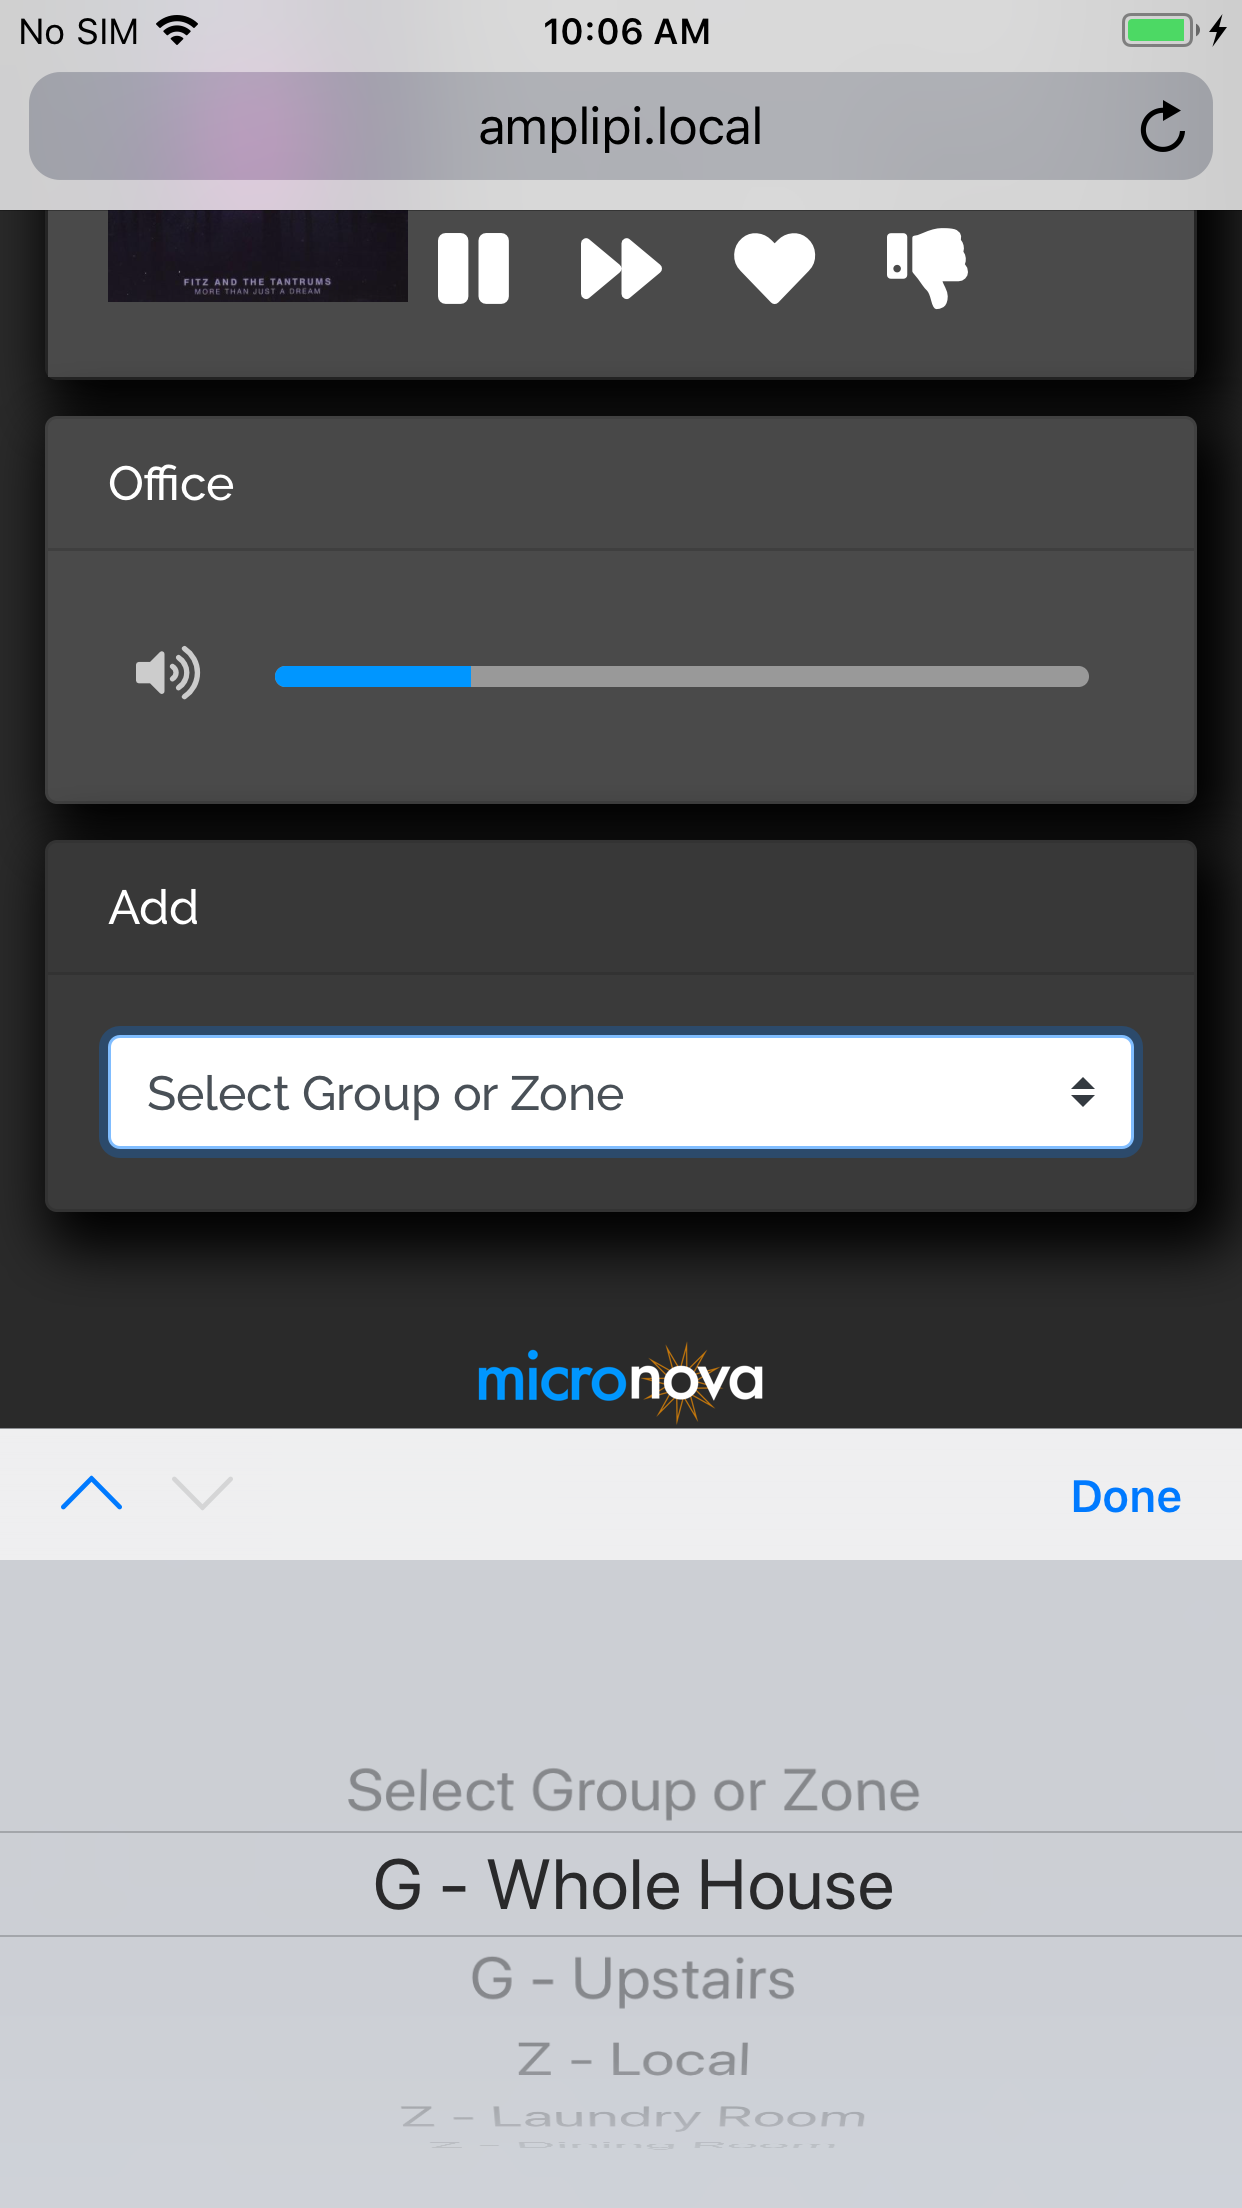 No SIM 10:06 AM
amplipi.local
FITZ AND THE TANTRUMS
MORE THAN JUST A DREAM
Office
Add
Select Group or Zone
micronova
Done
Select Group or Zone
G - Whole House
G - Upstairs
Z - Local
Z - Laundry Room
Z - Dining Room